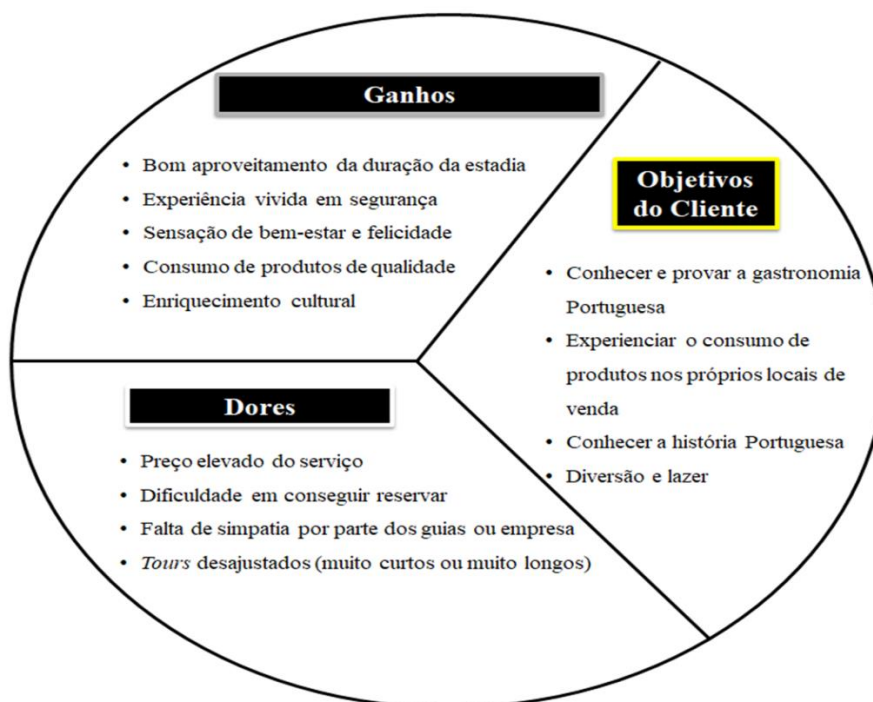 Ganhos
• Bom aproveitamento da duração da estadia
• Experiência vivida em segurança
• Sensação de bem-estar e felicidade
• Consumo de produtos de qualidade
• Enriquecimento cultural
Objetivos
do Cliente
• Conhecer e provar a gastronomia
Portuguesa
• Experienciar o consumo de
produtos nos próprios locais de
venda
• Conhecer a história Portuguesa
• Diversão e lazer
Dores
• Preço elevado do serviço
• Dificuldade em conseguir reservar
• Falta de simpatia por parte dos guias ou empresa
• Tours desajustados (muito curtos ou muito longos)